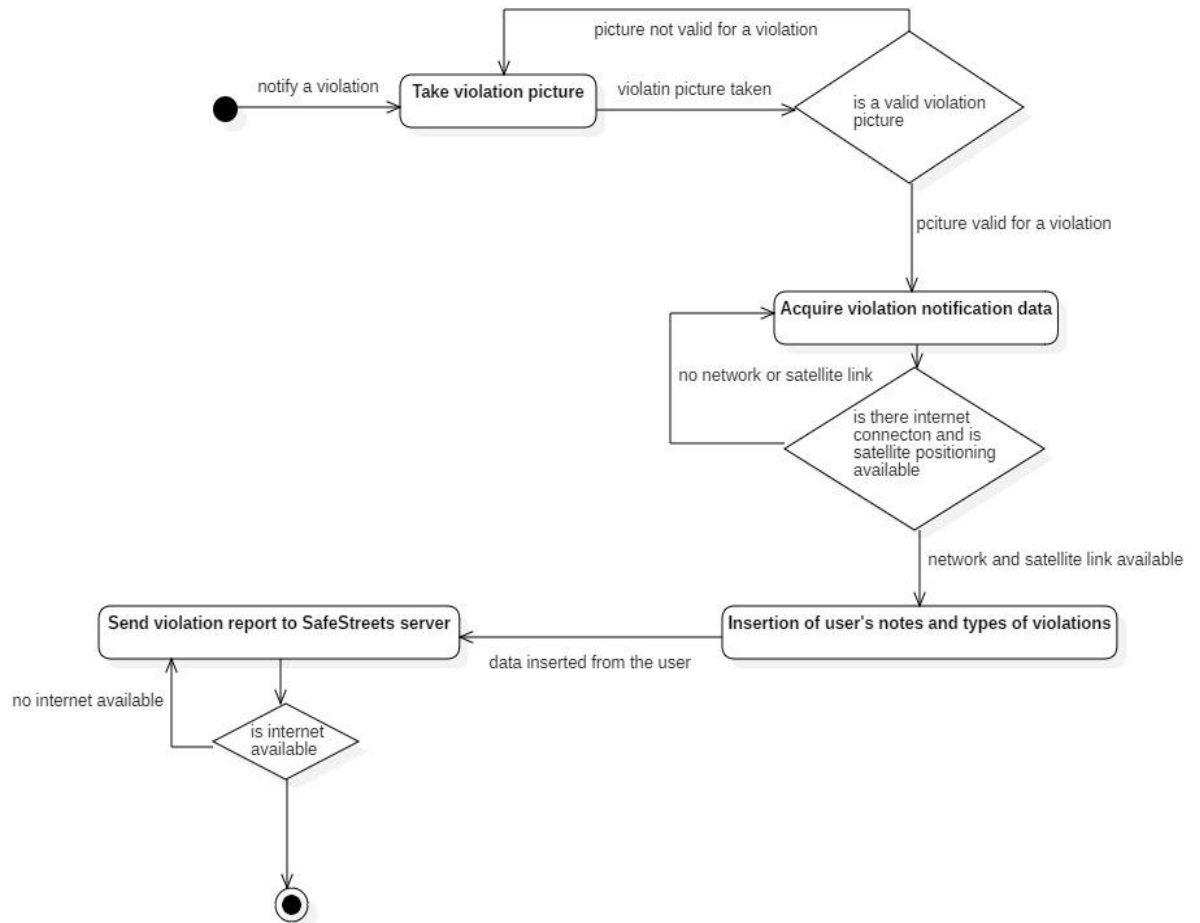 picture not valid for a violation
notify a violation
Take violation picture
violatin picture taken
is a valid violation
picture
pciture valid for a violation
Acquire violation notification data
no network or satellite link
is there internet
connecton and is
satellite positioning
available
network and satellite link available
Insertion of user's notes and types of violations
data inserted from the user
Send violation report to SafeStreets server
no internet available
is internet
available